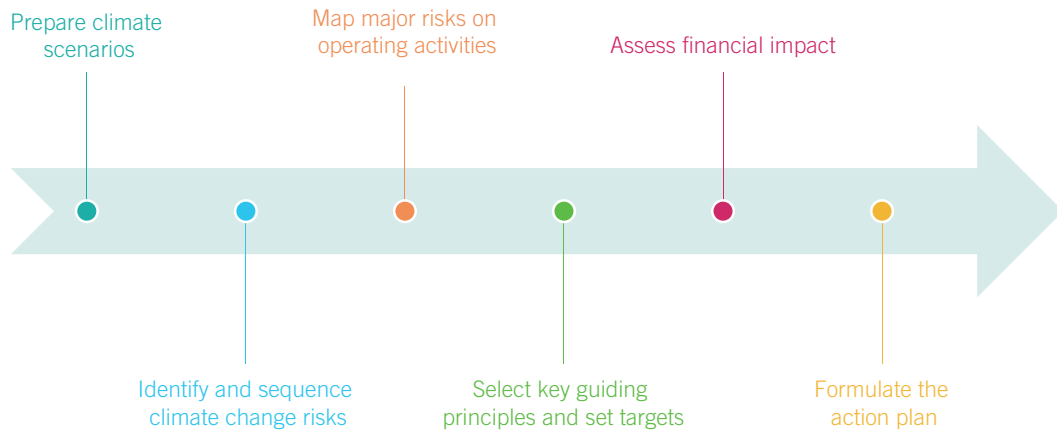 Prepare climate
scenarios
Identify and sequence
climate change risks
Map major risks on
operating activities
Select key guiding
principles and set targets
Assess financial impact
Formulate the
action plan